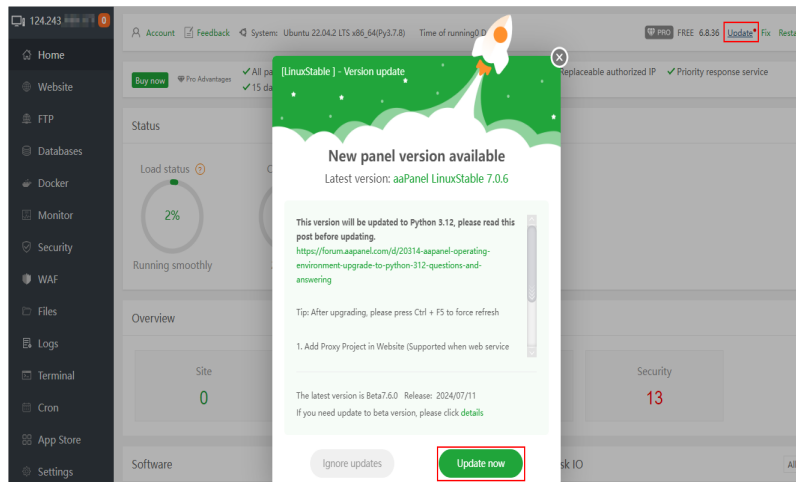 124.243
0
Home
Website
FTP
Databases
Docker
Monitor
Security
WAF
Files
Logs
Terminal
Cron
App Store
Settings
Account Feedback System: Ubuntu 22.04.2 LTS x86_64(Py3.7.8) Time of running0 D
PRO FREE 6.8.36 Update Fix Resta
Buy now Pro Advantages
All pa
15 da
Replaceable authorized IP Priority response service
Status
Load status
2%
Running smoothly
[LinuxStable ] - Version update
New panel version available
Latest version: aaPanel LinuxStable 7.0.6
This version will be updated to Python 3.12, please read this
post before updating.
https://forum.aapanel.com/d/20314-aapanel-operating-
environment-upgrade-to-python-312-questions-and-
answering
Tip: After upgrading, please press Ctrl + F5 to force refresh
1. Add Proxy Project in Website (Supported when web service
The latest version is Beta7.6.0 Release: 2024/07/11
If you need update to beta version, please click details
Ignore updates
Update now
Overview
Site
0
Security
13
Software
sk IO
All